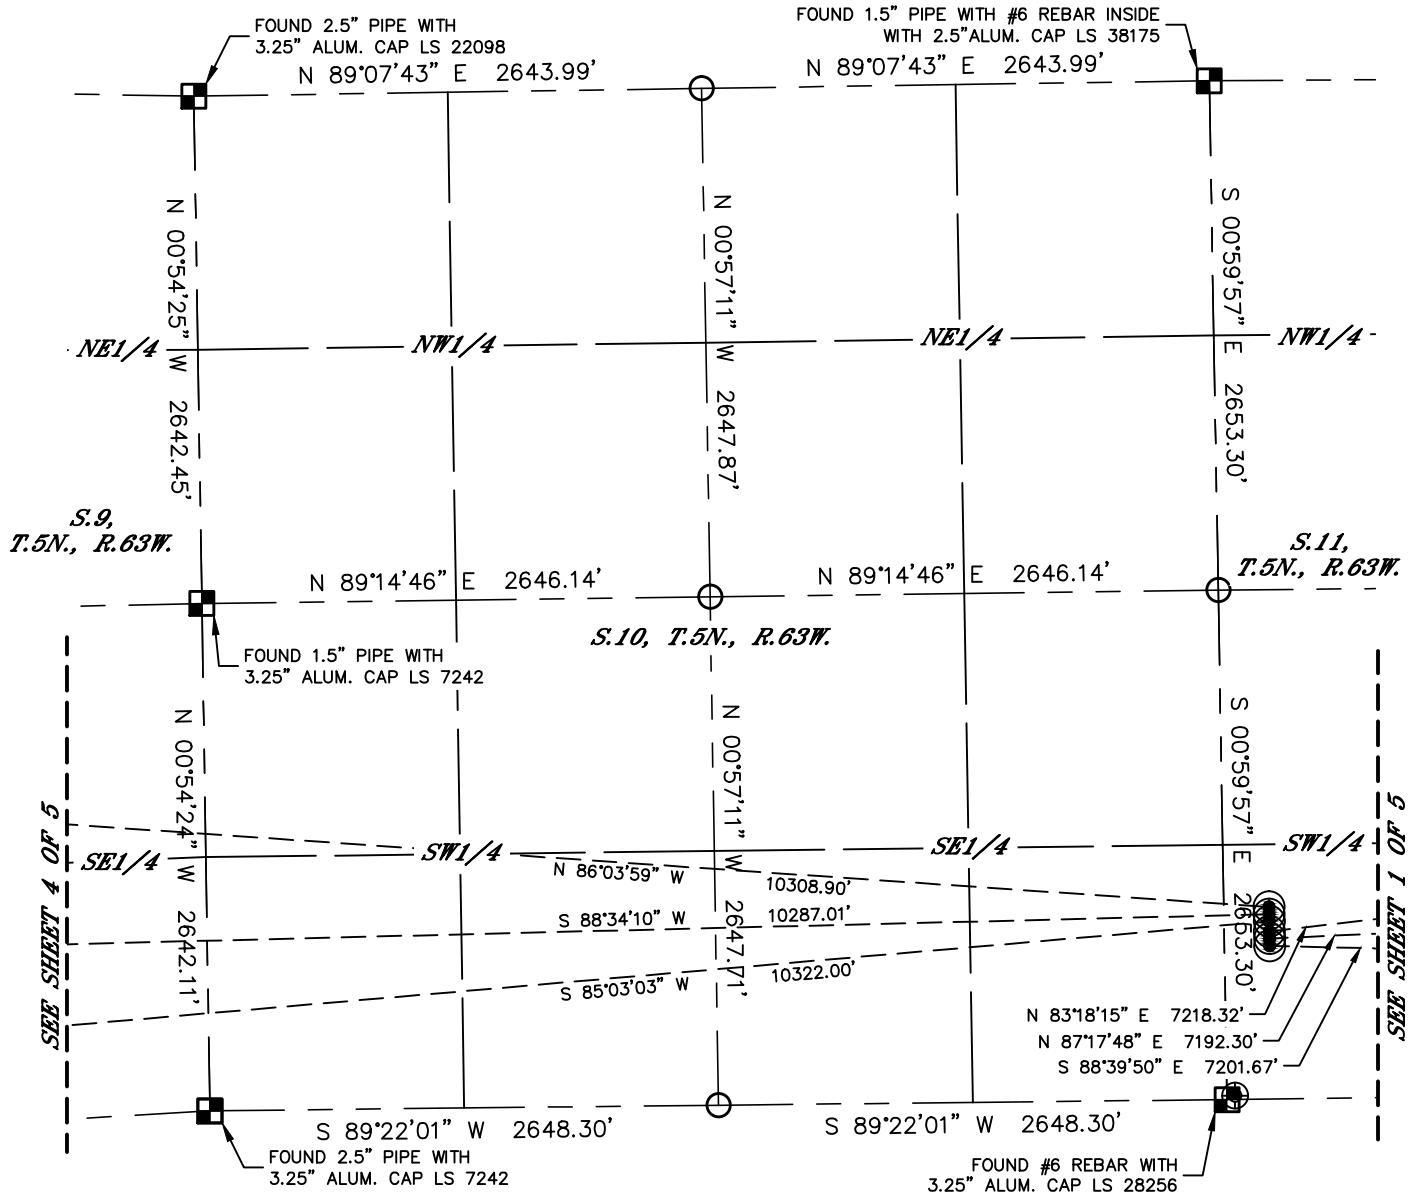 FOUND 2.5" PIPE WITH
3.25" ALUM. CAP LS 22098
FOUND 1.5" PIPE WITH #6 REBAR INSIDE
WITH 2.5"ALUM. CAP LS 38175
N 89°07'43" E 2643.99'
N 89°07'43" E 2643.99'
N 00°54'25" W 2642.45'
N 00°57'11" W 2647.87'
S 00°59'57" E 2653.30'
NE1/4
NW1/4
NE1/4
NW1/4
S.9,
T.5N., R.63W.
S.11,
T.5N., R.63W.
N 89°14'46" E 2646.14'
N 89°14'46" E 2646.14'
S.10, T.5N., R.63W.
FOUND 1.5" PIPE WITH
3.25" ALUM. CAP LS 7242
N 00°54'24" W 2642.11'
N 00°57'11" W 2647.71'
S 00°59'57" E 2653.30'
SEE SHEET 4 OF 5
SEE SHEET 1 OF 5
SE1/4
SW1/4
SE1/4
SW1/4
N 86°03'59" W 10308.90'
S 88°34'10" W 10287.01'
S 85°03'03" W 10322.00'
N 83°18'15" E 7218.32'
N 87°17'48" E 7192.30'
S 88°39'50" E 7201.67'
S 89°22'01" W 2648.30'
S 89°22'01" W 2648.30'
FOUND 2.5" PIPE WITH
3.25" ALUM. CAP LS 7242
FOUND #6 REBAR WITH
3.25" ALUM. CAP LS 28256